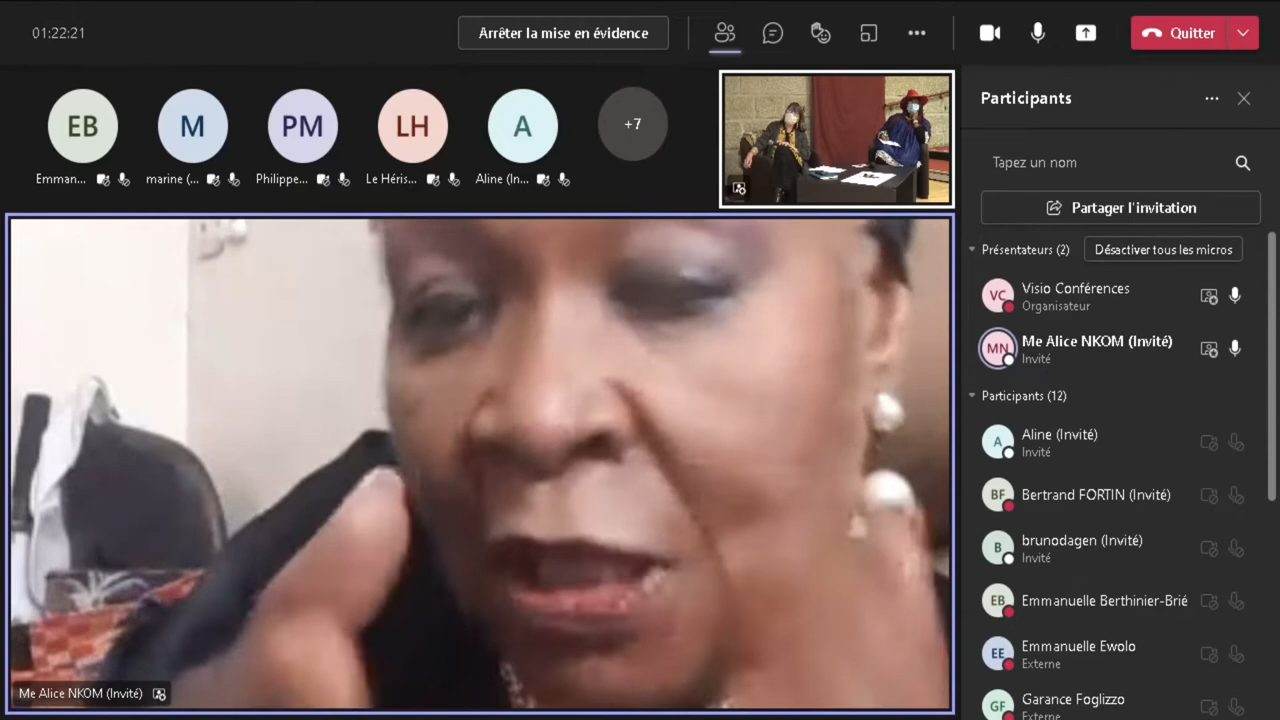 01:22:21
Arrêter la mise en évidence
Quitter
EB
M
PM
LH
A
+7
Emman...
marine (...
Philippe...
Le Héris...
Aline (In...
Me Alice NKOM (Invité)
Participants
Tapez un nom
Partager l'invitation
Présentateurs (2)
Désactiver tous les micros
VC
Visio Conférences
Organisateur
MN
Me Alice NKOM (Invité)
Invité
Participants (12)
A
Aline (Invité)
Invité
BF
Bertrand FORTIN (Invité)
B
brunodagen (Invité)
Invité
EB
Emmanuelle Berthinier-Brié
EE
Emmanuelle Ewolo
Externe
GF
Garance Foglizzo
Externe